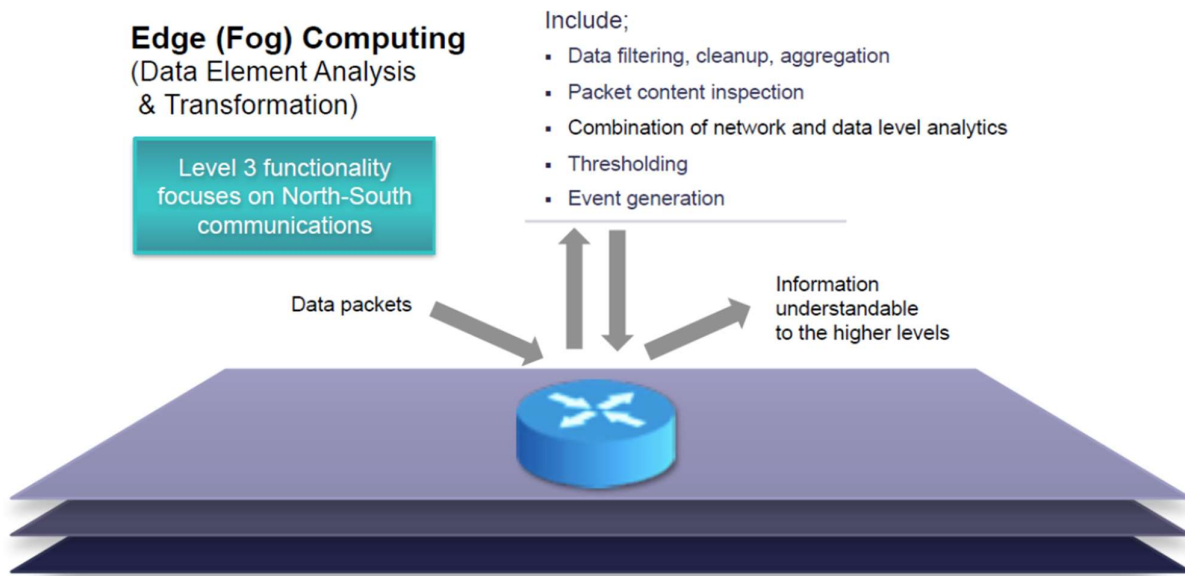 Edge (Fog) Computing
(Data Element Analysis
& Transformation)
Level 3 functionality
focuses on North-South
communications
Include;
▪ Data filtering, cleanup, aggregation
▪ Packet content inspection
▪ Combination of network and data level analytics
▪ Thresholding
▪ Event generation
Data packets
Information
understandable
to the higher levels